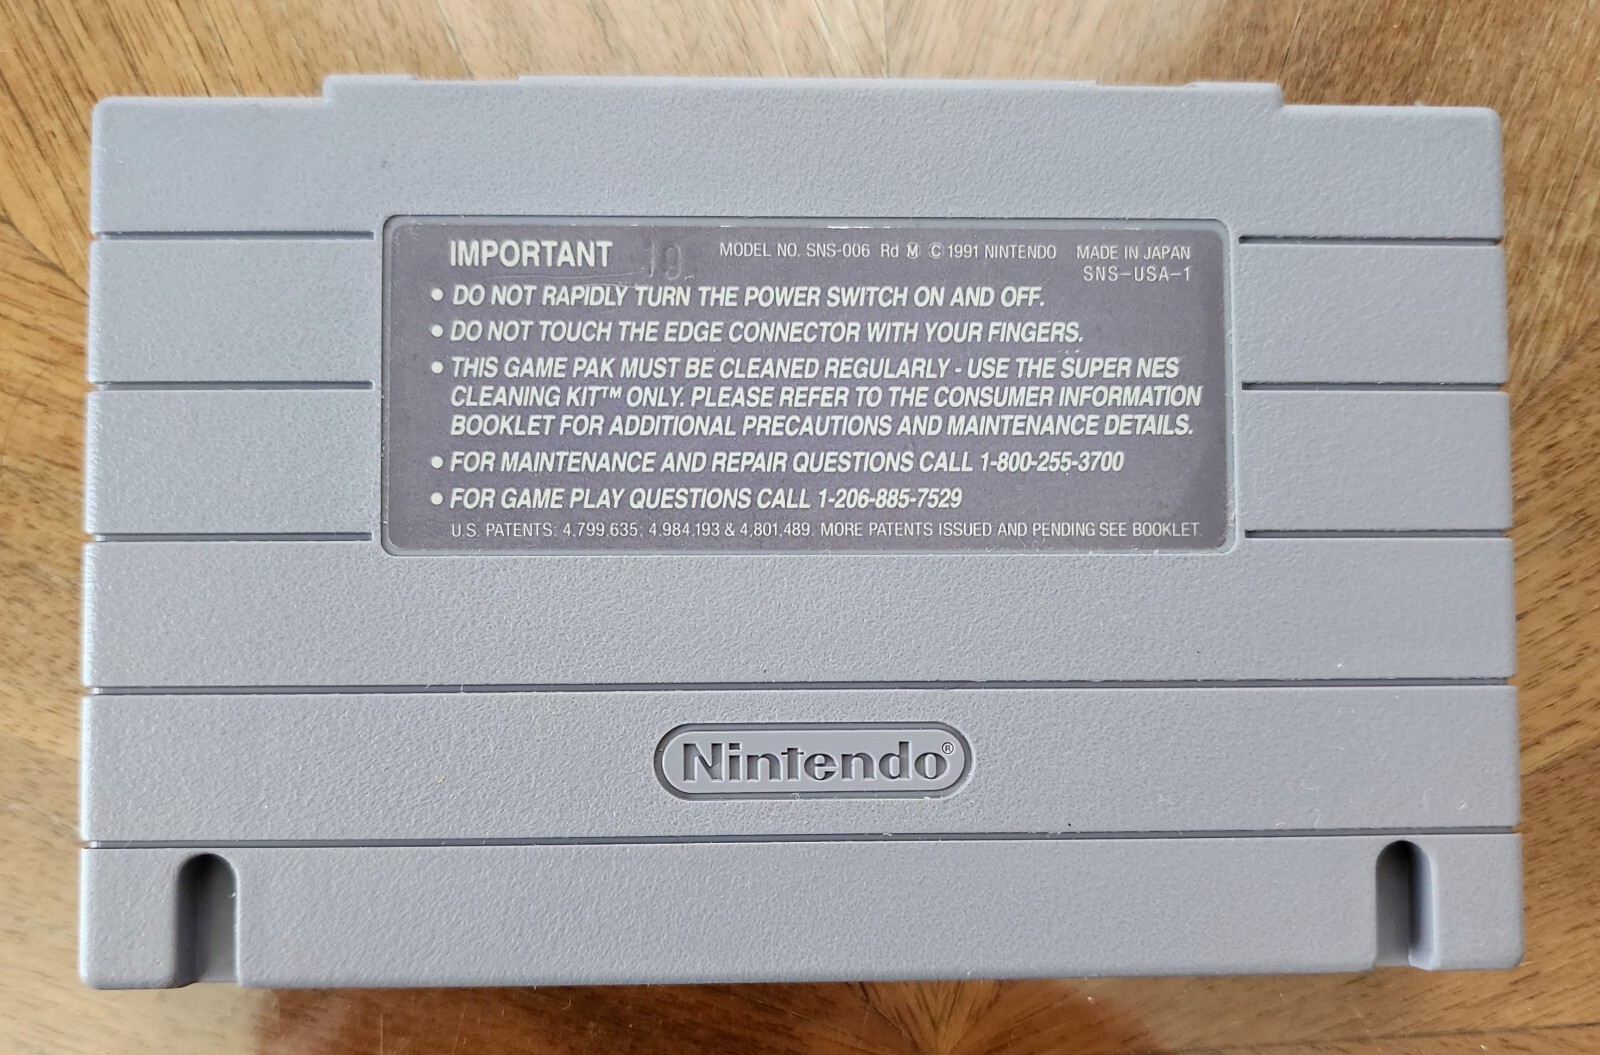 IMPORTANT 19 MODEL NO. SNS-006 Rd Ⓜ © 1991 NINTENDO MADE IN JAPAN
SNS-USA-1
• DO NOT RAPIDLY TURN THE POWER SWITCH ON AND OFF.
• DO NOT TOUCH THE EDGE CONNECTOR WITH YOUR FINGERS.
• THIS GAME PAK MUST BE CLEANED REGULARLY - USE THE SUPER NES
CLEANING KIT™ ONLY. PLEASE REFER TO THE CONSUMER INFORMATION
BOOKLET FOR ADDITIONAL PRECAUTIONS AND MAINTENANCE DETAILS.
• FOR MAINTENANCE AND REPAIR QUESTIONS CALL 1-800-255-3700
• FOR GAME PLAY QUESTIONS CALL 1-206-885-7529
U.S. PATENTS: 4,799,635; 4,984,193 & 4,801,489. MORE PATENTS ISSUED AND PENDING SEE BOOKLET.
Nintendo®